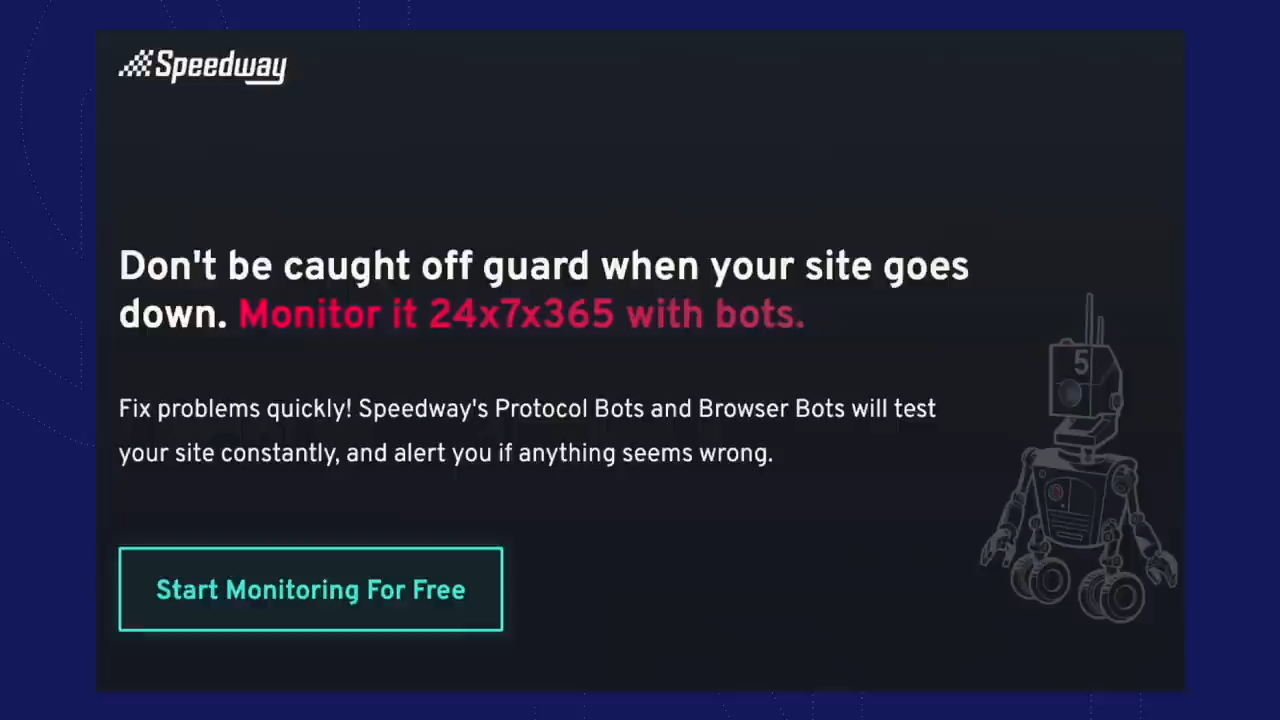 Speedway
Don't be caught off guard when your site goes
down. Monitor it 24x7x365 with bots.
5
Fix problems quickly! Speedway's Protocol Bots and Browser Bots will test
your site constantly, and alert you if anything seems wrong.
Start Monitoring For Free